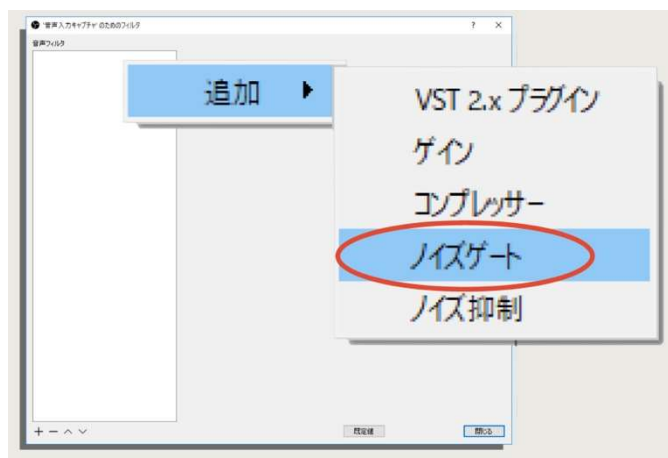 '音声入力キャプチャ' のためのフィルタ
音声フィルタ
追加
VST 2.x プラグイン
ゲイン
コンプレッサー
ノイズゲート
ノイズ抑制
既定値
閉じる